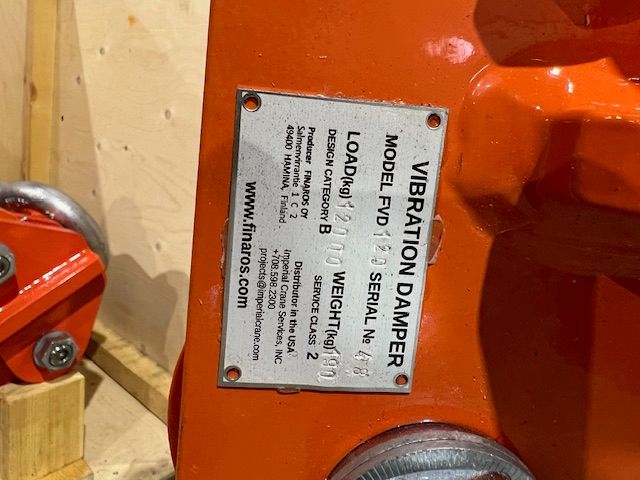 VIBRATION DAMPER
MODEL FVD 120 SERIAL № 48
LOAD(kg) 12000 WEIGHT(kg) 190
DESIGN CATEGORY B SERVICE CLASS 2
Producer FINAROS OY
Salmenvirrantie 1 C 2
49400 HAMINA, Finland
Distributor in the USA
Imperial Crane Services, INC
+708.598.2300
projects@imperialcrane.com
www.finaros.com